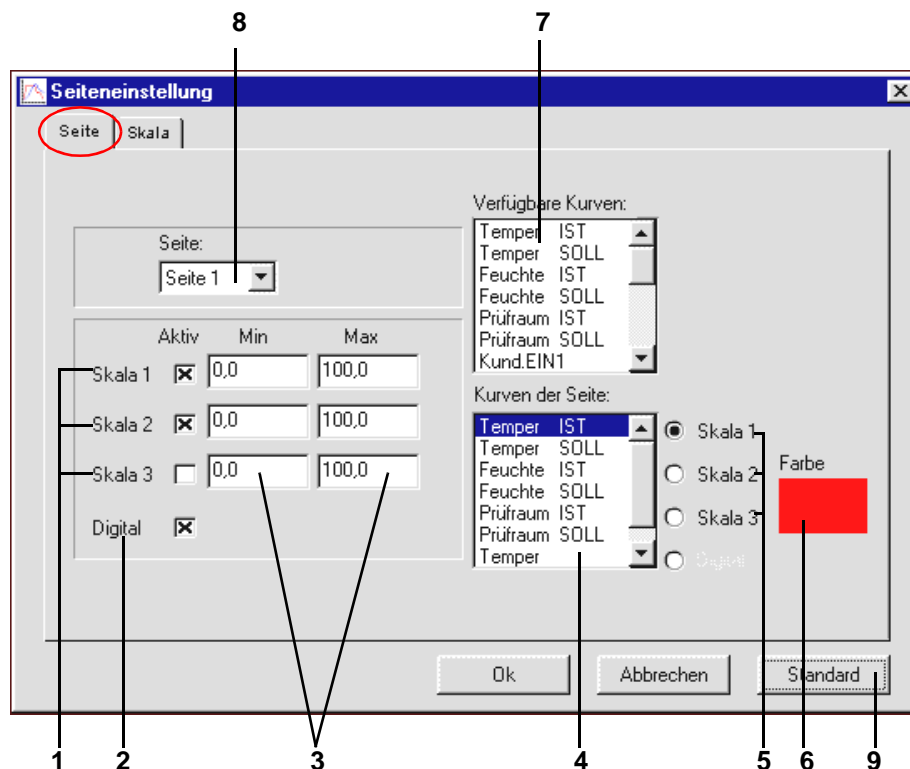 8
7
Seiteneinstellung
Seite
Skala
Seite:
Seite 1
Aktiv Min Max
Skala 1 0,0 100,0
Skala 2 0,0 100,0
Skala 3 0,0 100,0
Digital
Verfügbare Kurven:
Temper IST
Temper SOLL
Feuchte IST
Feuchte SOLL
Prüfraum IST
Prüfraum SOLL
Kund.EIN1
Kurven der Seite:
Temper IST
Temper SOLL
Feuchte IST
Feuchte SOLL
Prüfraum IST
Prüfraum SOLL
Temper
Skala 1
Skala 2
Skala 3
Digital
Farbe
Ok
Abbrechen
Standard
1 2 3 4 5 6 9